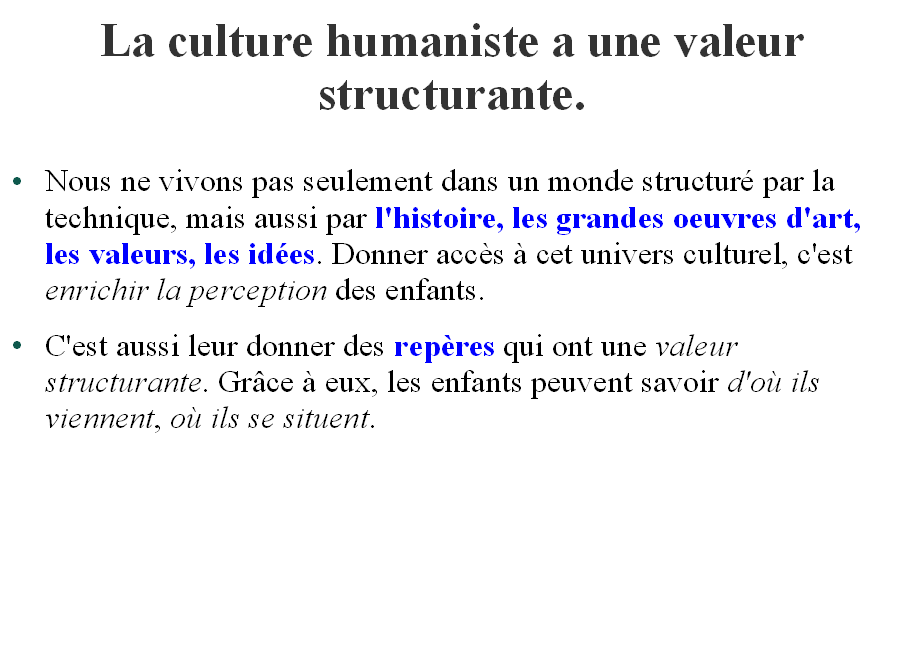 La culture humaniste a une valeur
structurante.
• Nous ne vivons pas seulement dans un monde structuré par la
technique, mais aussi par l'histoire, les grandes oeuvres d'art,
les valeurs, les idées. Donner accès à cet univers culturel, c'est
enrichir la perception des enfants.
• C'est aussi leur donner des repères qui ont une valeur
structurante. Grâce à eux, les enfants peuvent savoir d'où ils
viennent, où ils se situent.